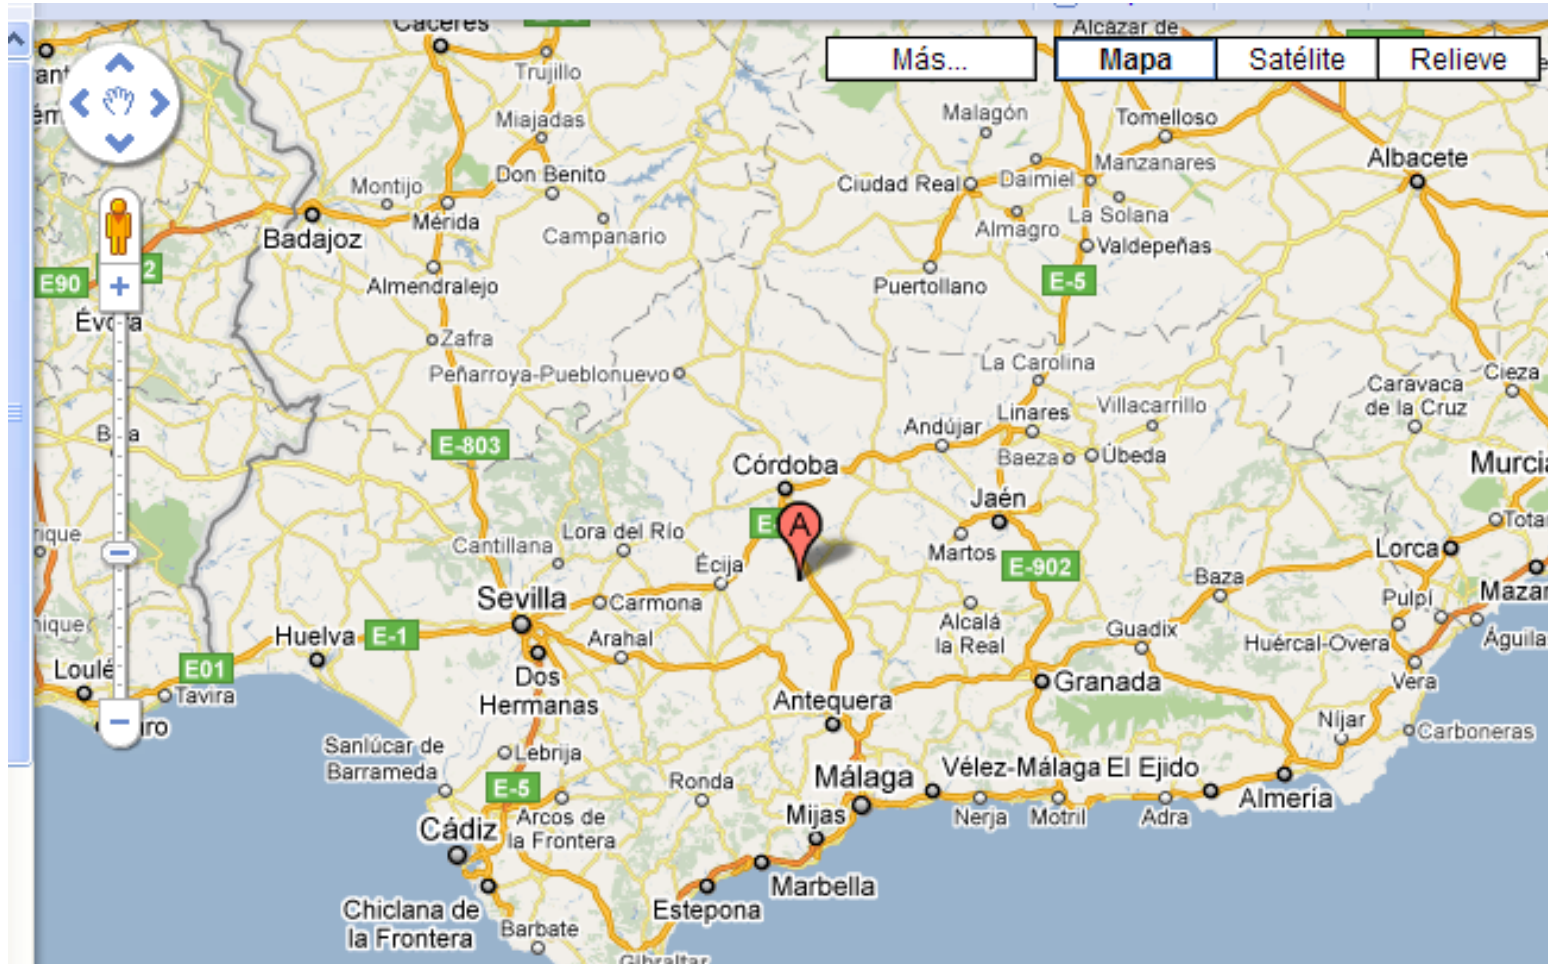 Cáceres
Alcázar de
Más...
Mapa
Satélite
Relieve
Trujillo
Miajadas
Malagón
Tomelloso
Albacete
Manzanares
Don Benito
Montijo
Ciudad Real
Daimiel
Mérida
La Solana
Almagro
Badajoz
Campanario
Valdepeñas
E90
Almendralejo
Puertollano
E-5
Zafra
La Carolina
Peñarroya-Pueblonuevo
Cieza
Caravaca
de la Cruz
Linares
Villacarrillo
Andújar
E-803
Córdoba
Baeza
Úbeda
Jaén
A
Lora del Río
Cantillana
Martos
Lorca
Écija
E-902
Baza
Sevilla
Carmona
Pulpí
Huelva
E-1
Arahal
Alcalá
la Real
Guadix
Huércal-Overa
E01
Dos
Hermanas
Tavira
Granada
Vera
Antequera
Níjar
Carboneras
Sanlúcar de
Barrameda
Lebrija
E-5
Ronda
Málaga
Vélez-Málaga
El Ejido
Almería
Cádiz
Arcos de
la Frontera
Mijas
Nerja
Motril
Adra
Marbella
Chiclana de
la Frontera
Estepona
Barbate
Gibraltar